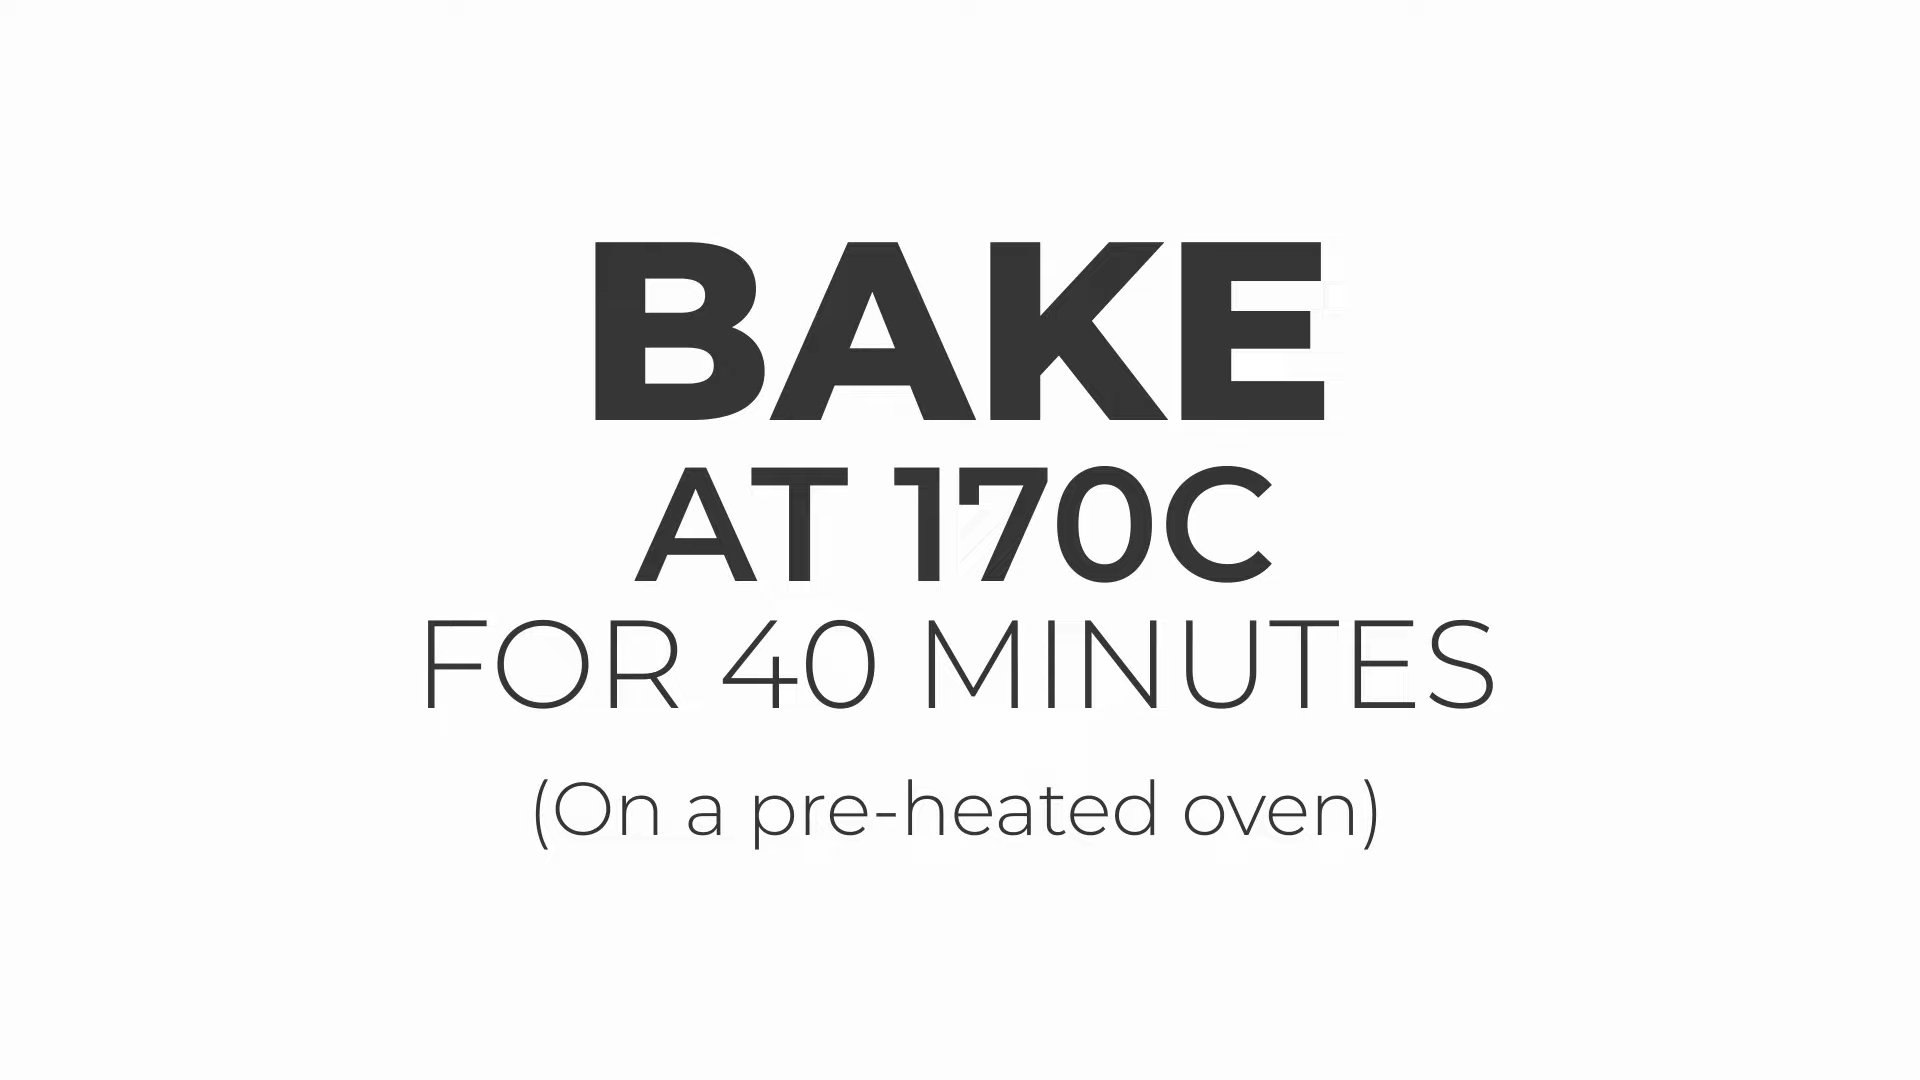 BAKE
AT 170C
FOR 40 MINUTES
(On a pre-heated oven)